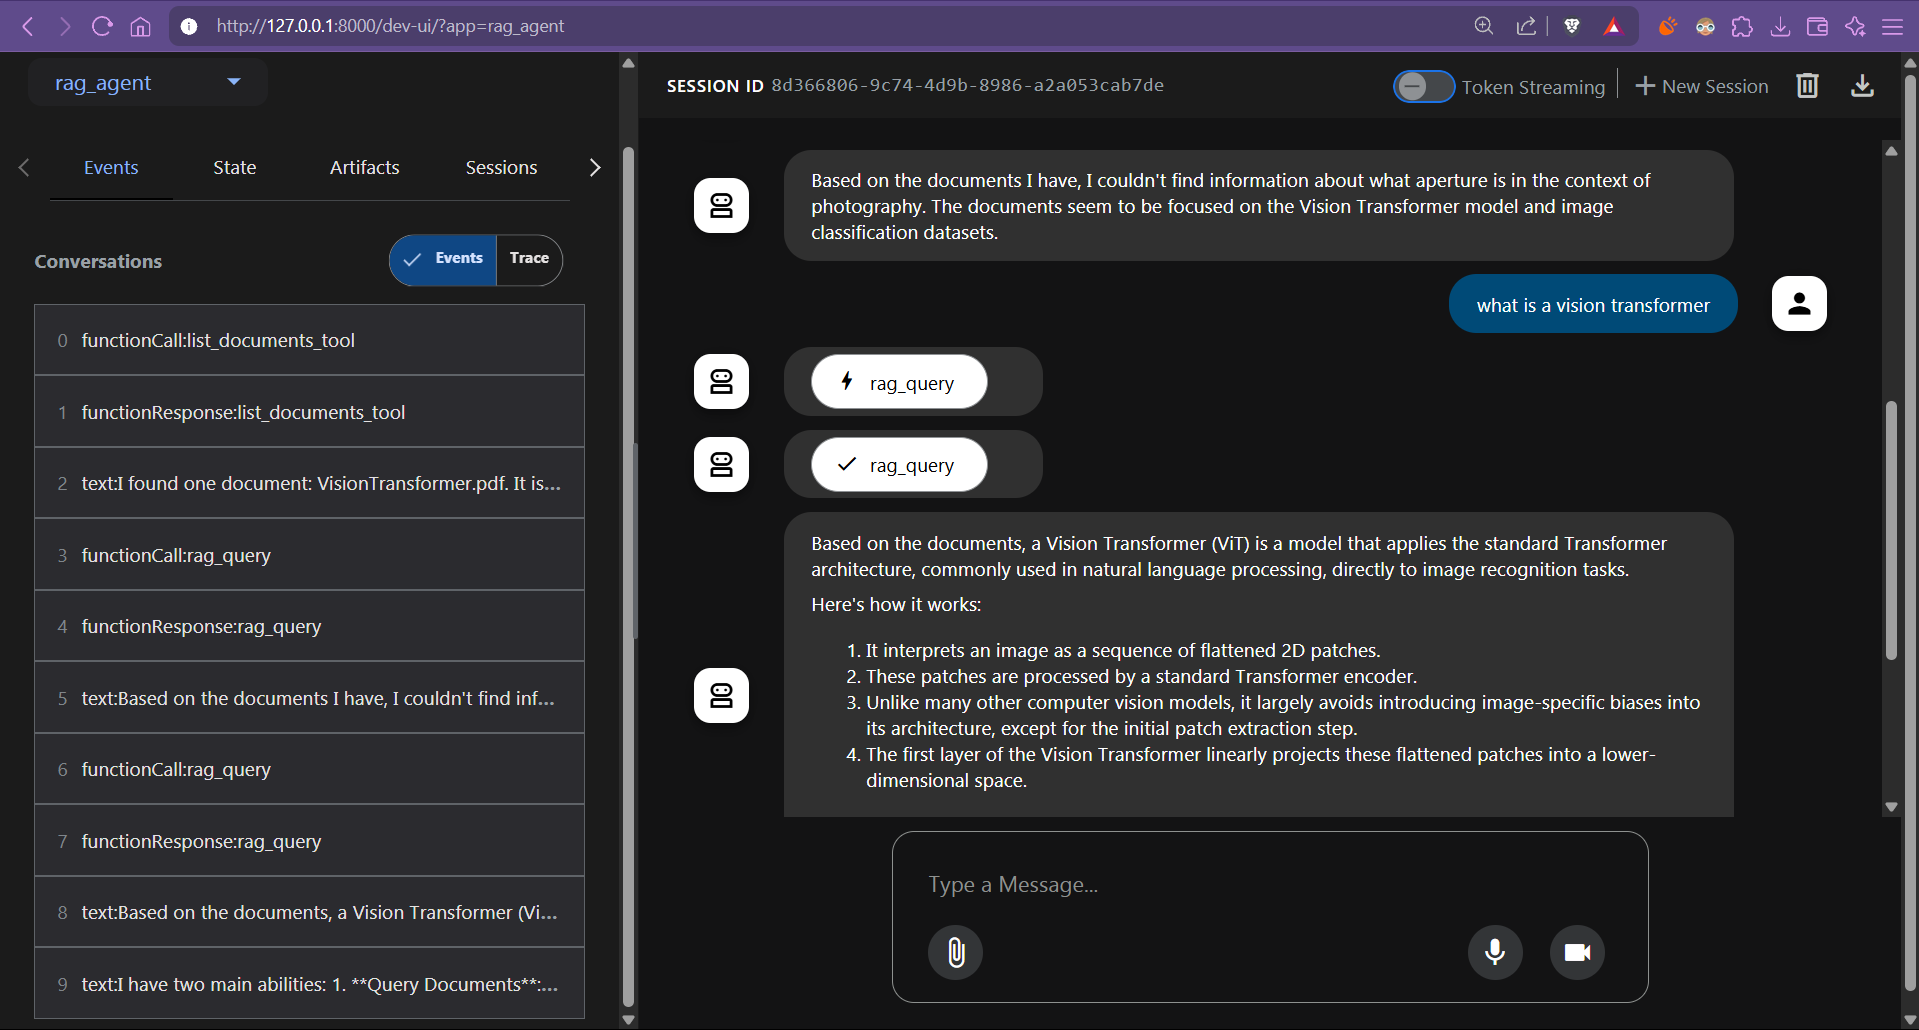 http://127.0.0.1:8000/dev-ui/?app=rag_agent
rag_agent
Events State Artifacts Sessions
Conversations
Events Trace
0 functionCall:list_documents_tool
1 functionResponse:list_documents_tool
2 text:I found one document: VisionTransformer.pdf. It is...
3 functionCall:rag_query
4 functionResponse:rag_query
5 text:Based on the documents I have, I couldn't find inf...
6 functionCall:rag_query
7 functionResponse:rag_query
8 text:Based on the documents, a Vision Transformer (Vi...
9 text:I have two main abilities: 1. **Query Documents**:...
SESSION ID 8d366806-9c74-4d9b-8986-a2a053cab7de
Token Streaming
New Session
Based on the documents I have, I couldn't find information about what aperture is in the context of
photography. The documents seem to be focused on the Vision Transformer model and image
classification datasets.
what is a vision transformer
rag_query
rag_query
Based on the documents, a Vision Transformer (ViT) is a model that applies the standard Transformer
architecture, commonly used in natural language processing, directly to image recognition tasks.
Here's how it works:
1. It interprets an image as a sequence of flattened 2D patches.
2. These patches are processed by a standard Transformer encoder.
3. Unlike many other computer vision models, it largely avoids introducing image-specific biases into
its architecture, except for the initial patch extraction step.
4. The first layer of the Vision Transformer linearly projects these flattened patches into a lower-
dimensional space.
Type a Message...